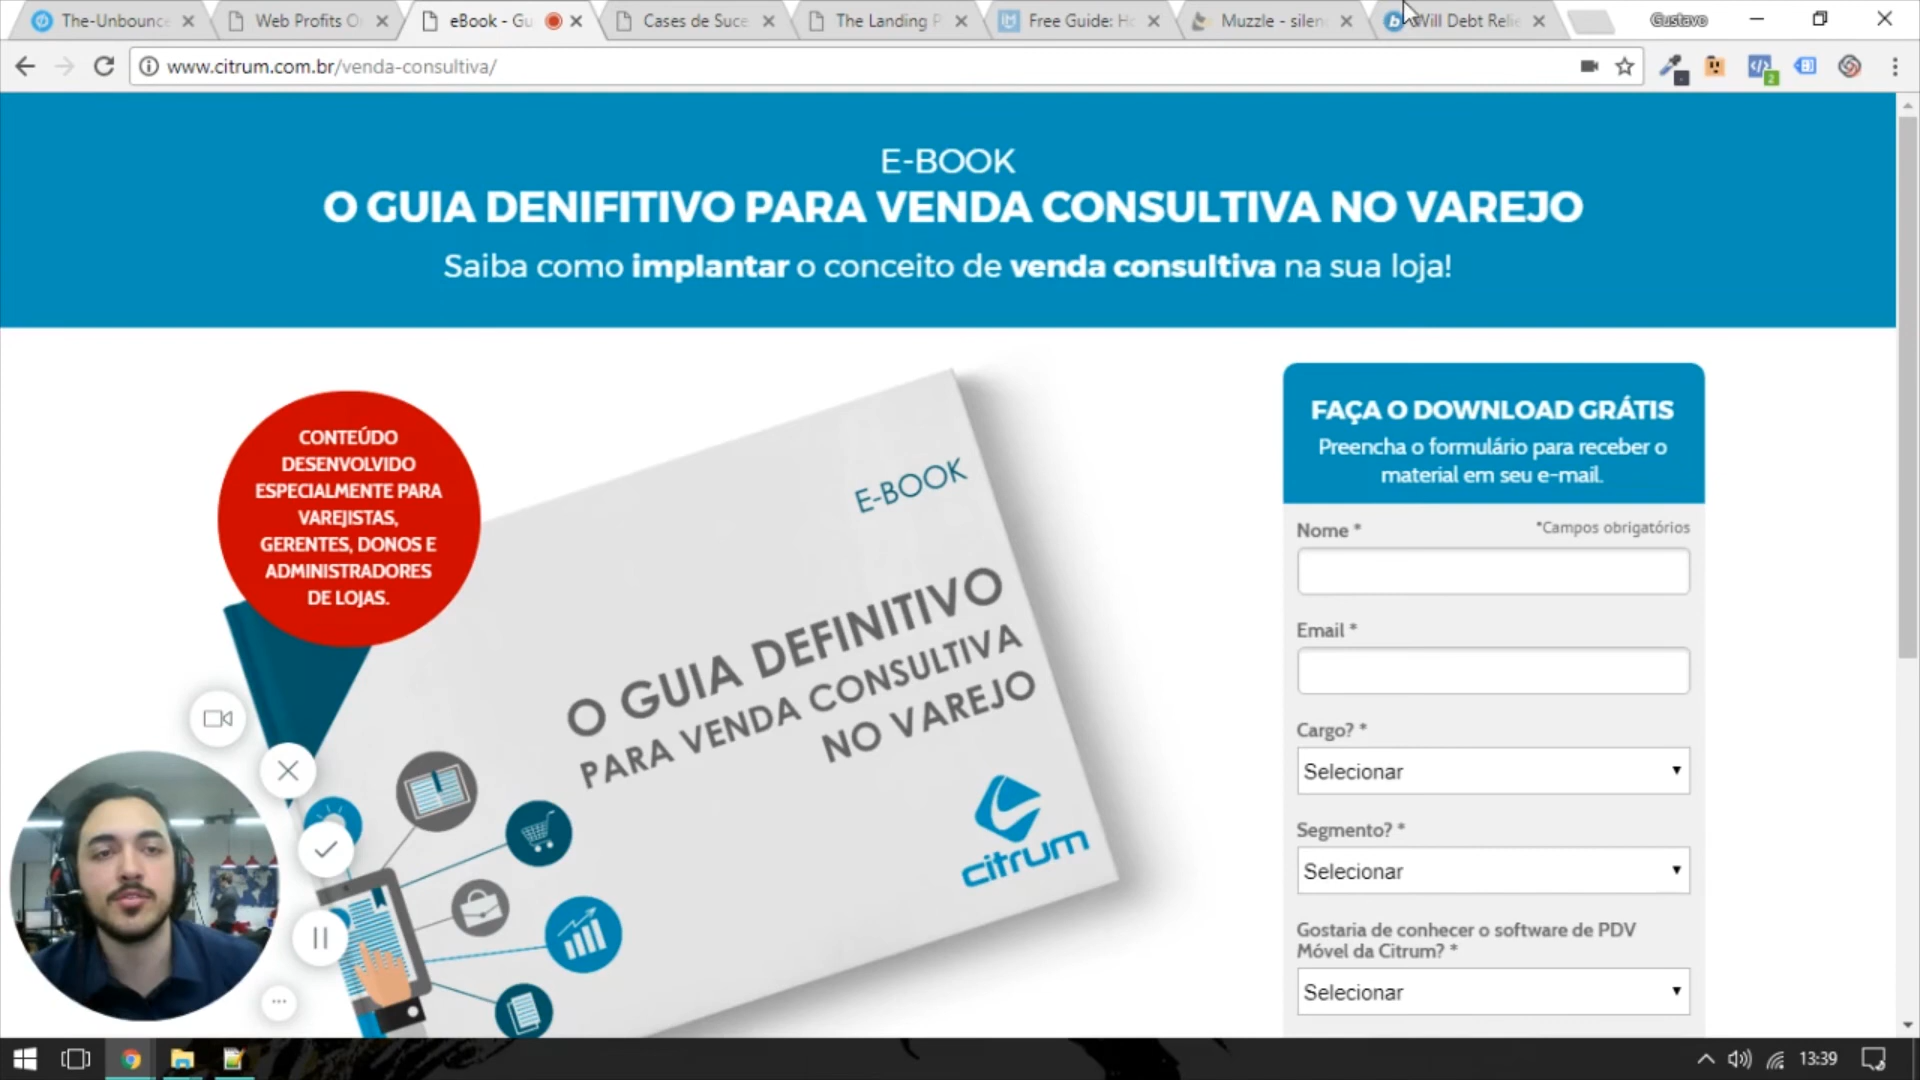 The-Unbounce
Web Profits O
eBook - Gu
Cases de Suce
The Landing P
Free Guide: Ho
Muzzle - silen
Will Debt Relie
Gustavo
www.citrum.com.br/venda-consultiva/
2
E-BOOK
O GUIA DENIFITIVO PARA VENDA CONSULTIVA NO VAREJO
Saiba como implantar o conceito de venda consultiva na sua loja!
CONTEÚDO
DESENVOLVIDO
ESPECIALMENTE PARA
VAREJISTAS,
GERENTES, DONOS E
ADMINISTRADORES
DE LOJAS.
E-BOOK
O GUIA DEFINITIVO
PARA VENDA CONSULTIVA
NO VAREJO
citrum
FAÇA O DOWNLOAD GRÁTIS
Preencha o formulário para receber o
material em seu e-mail.
Nome *
*Campos obrigatórios
Email *
Cargo? *
Selecionar
Segmento? *
Selecionar
Gostaria de conhecer o software de PDV
Móvel da Citrum? *
Selecionar
13:39